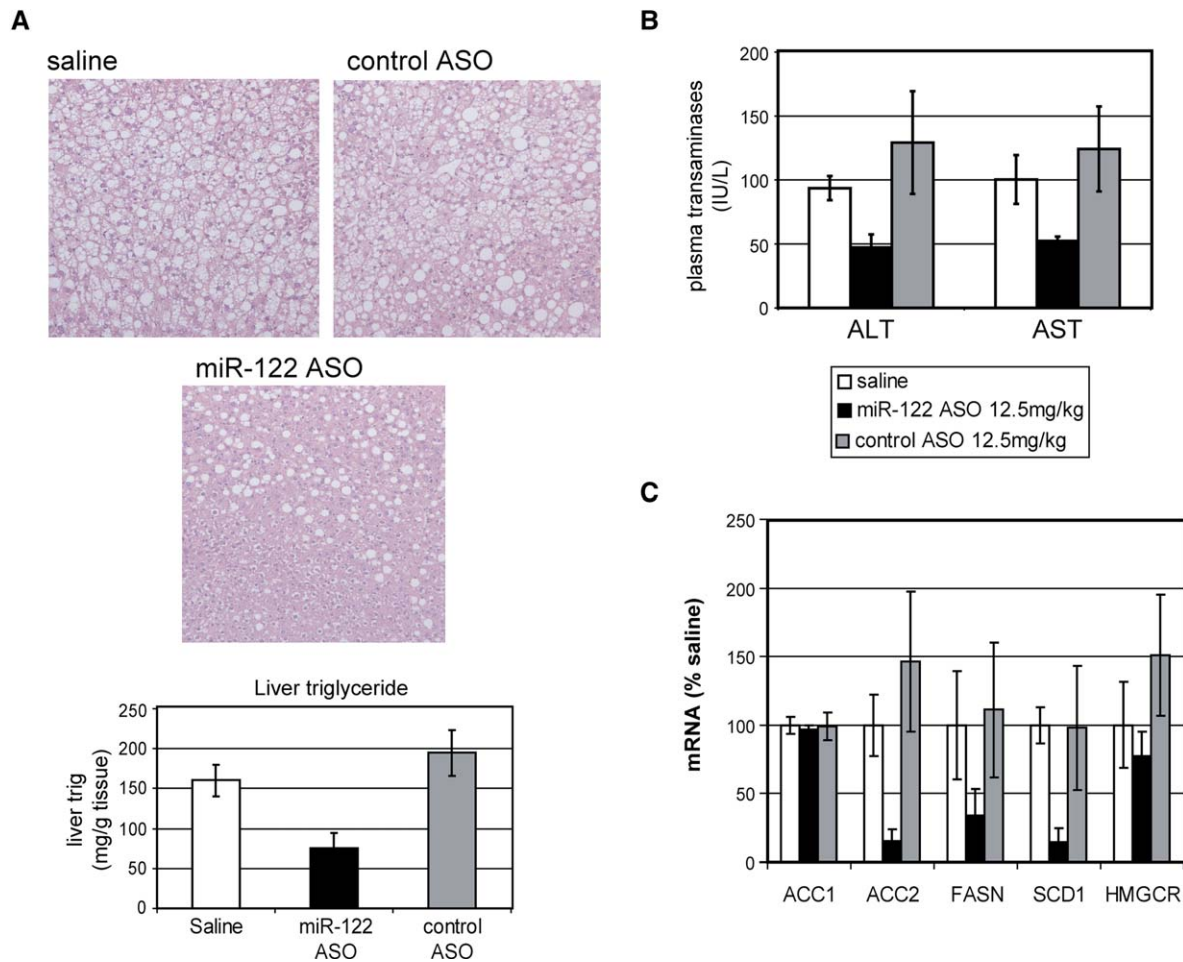 A
saline
control ASO
miR-122 ASO
Liver triglyceride
liver trig
(mg/g tissue)
250
200
150
100
50
0
Saline
miR-122
ASO
control
ASO
B
plasma transaminases
(IU/L)
200
150
100
50
0
ALT
AST
saline
miR-122 ASO 12.5mg/kg
control ASO 12.5mg/kg
C
mRNA (% saline)
250
200
150
100
50
0
ACC1
ACC2
FASN
SCD1
HMGCR